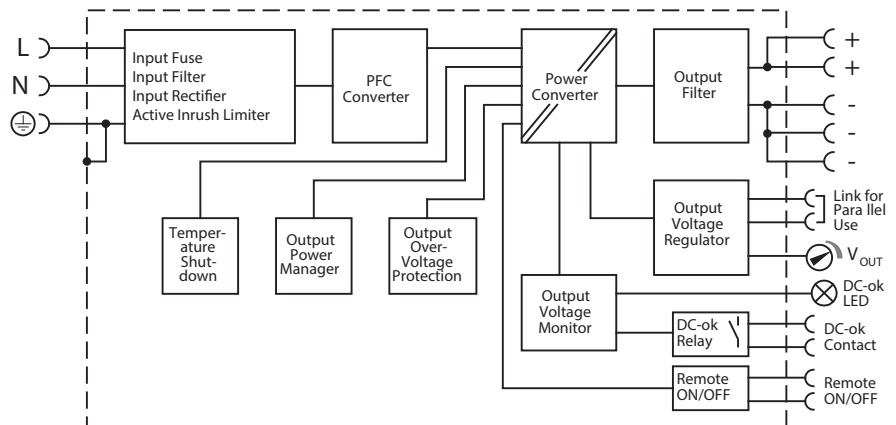 L
N
Input Fuse
Input Filter
Input Rectifier
Active Inrush Limiter
PFC
Converter
Power
Converter
Output
Filter
+
+
-
-
-
Temper-
ature
Shut-
down
Output
Power
Manager
Output
Over-
Voltage
Protection
Output
Voltage
Regulator
Link for
Para llel
Use
VOUT
Output
Voltage
Monitor
DC-ok
LED
DC-ok
Relay
DC-ok
Contact
Remote
ON/OFF
Remote
ON/OFF